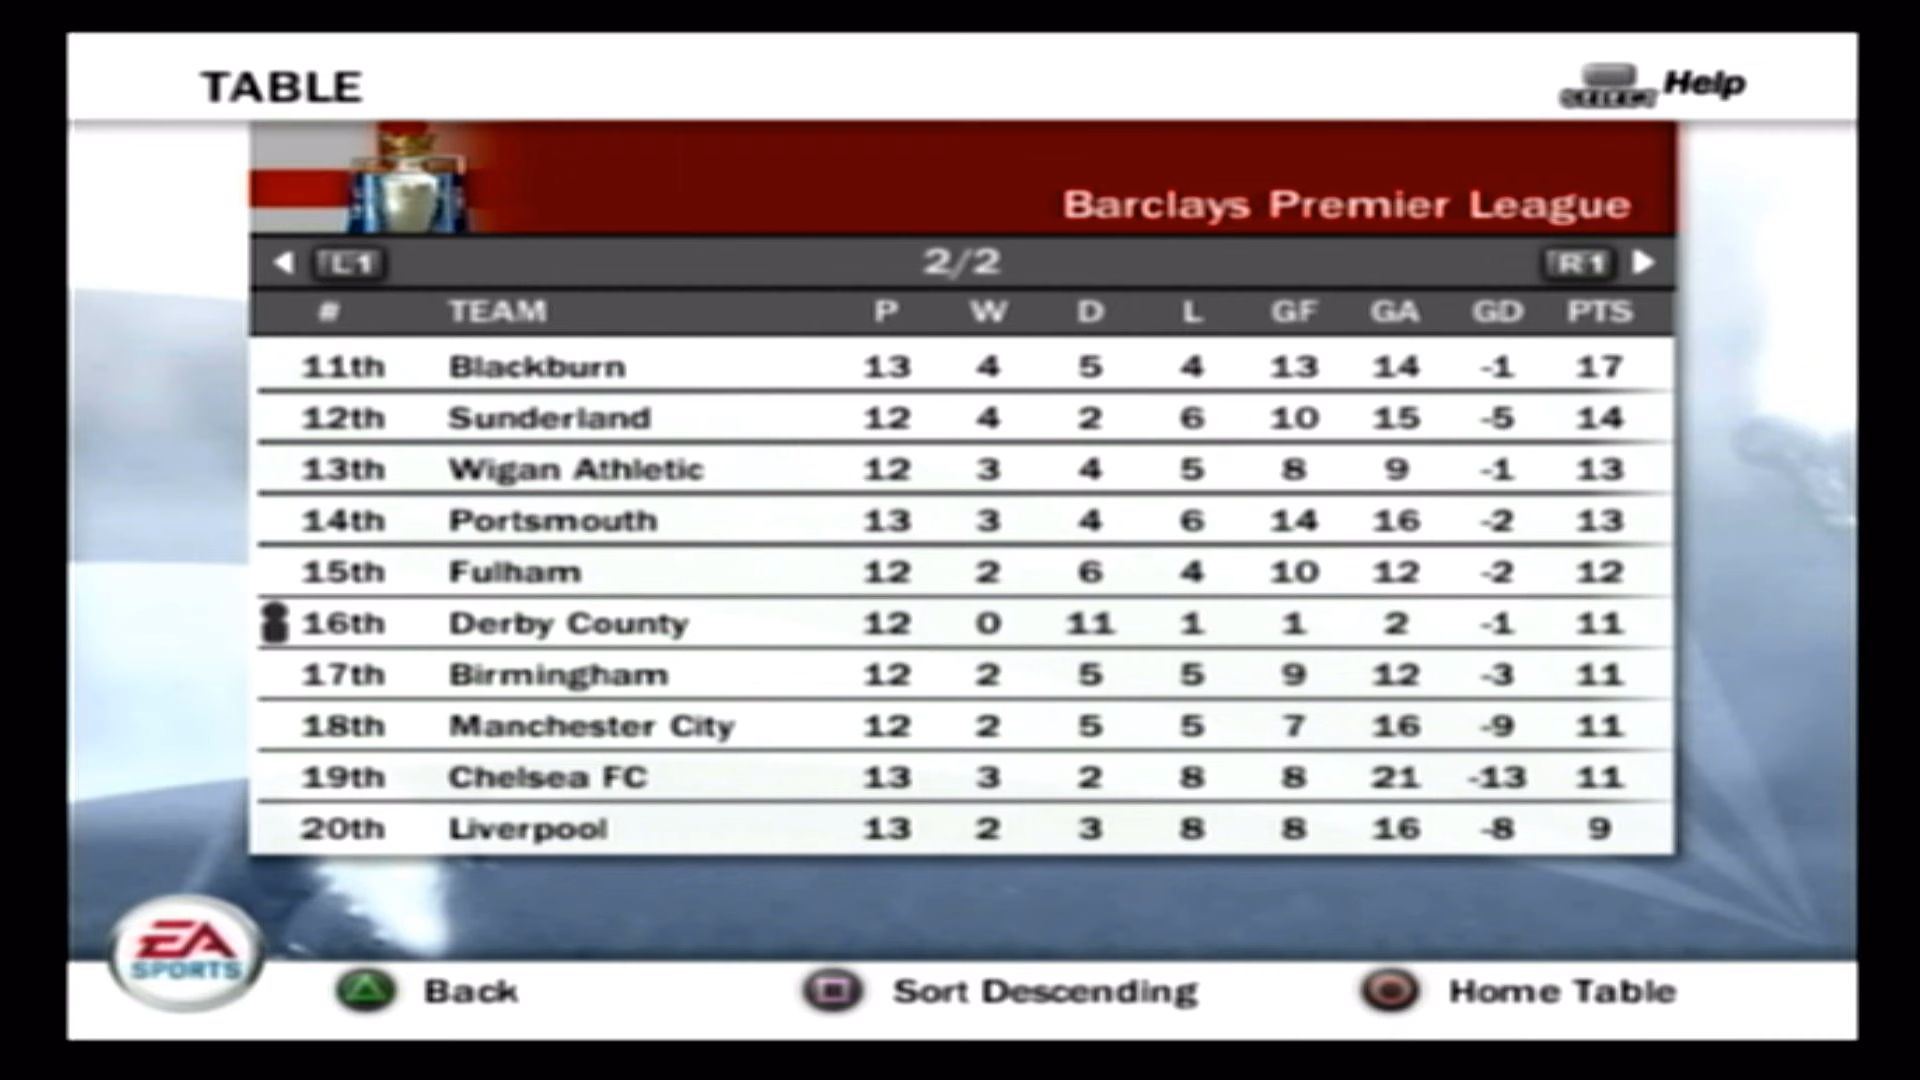 TABLE
SELECT Help
Barclays Premier League
L1 2/2 R1
# TEAM P W D L GF GA GD PTS
11th Blackburn 13 4 5 4 13 14 -1 17
12th Sunderland 12 4 2 6 10 15 -5 14
13th Wigan Athletic 12 3 4 5 8 9 -1 13
14th Portsmouth 13 3 4 6 14 16 -2 13
15th Fulham 12 2 6 4 10 12 -2 12
16th Derby County 12 0 11 1 1 2 -1 11
17th Birmingham 12 2 5 5 9 12 -3 11
18th Manchester City 12 2 5 5 7 16 -9 11
19th Chelsea FC 13 3 2 8 8 21 -13 11
20th Liverpool 13 2 3 8 8 16 -8 9
EA
SPORTS
Back Sort Descending Home Table